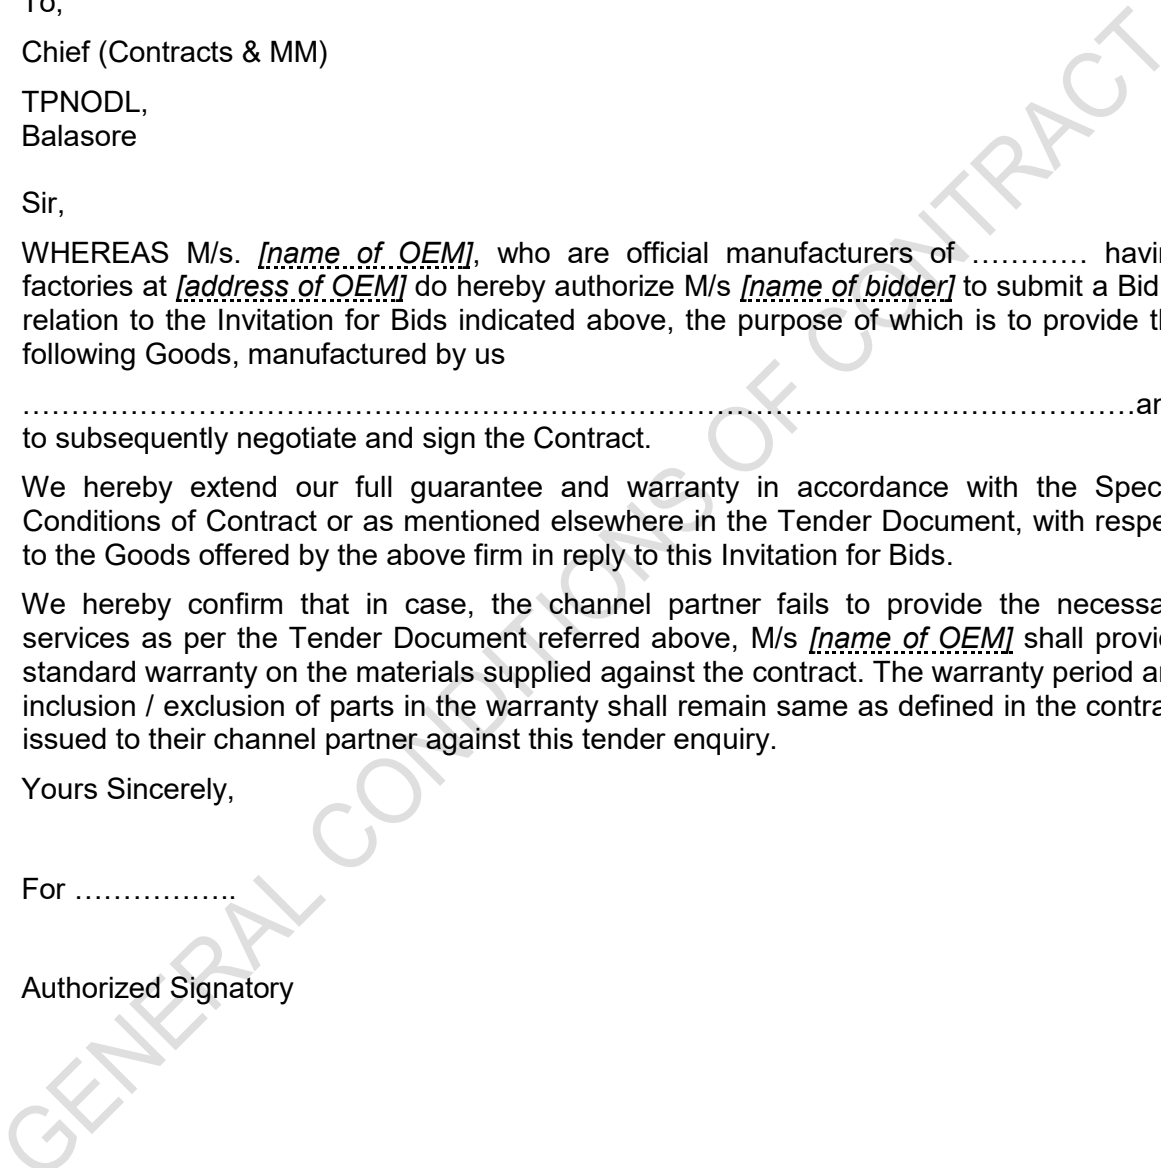 To,
Chief (Contracts & MM)
TPNODL,
Balasore
Sir,
WHEREAS M/s. [name of OEM], who are official manufacturers of ………… havin
factories at [address of OEM] do hereby authorize M/s [name of bidder] to submit a Bid
relation to the Invitation for Bids indicated above, the purpose of which is to provide th
following Goods, manufactured by us
……………………………………………………………………………………………………an
to subsequently negotiate and sign the Contract.
We hereby extend our full guarantee and warranty in accordance with the Spec
Conditions of Contract or as mentioned elsewhere in the Tender Document, with respe
to the Goods offered by the above firm in reply to this Invitation for Bids.
We hereby confirm that in case, the channel partner fails to provide the necessa
services as per the Tender Document referred above, M/s [name of OEM] shall provid
standard warranty on the materials supplied against the contract. The warranty period an
inclusion / exclusion of parts in the warranty shall remain same as defined in the contra
issued to their channel partner against this tender enquiry.
Yours Sincerely,
For ……………..
Authorized Signatory
GENERAL CONDITIONS OF CONTRACT